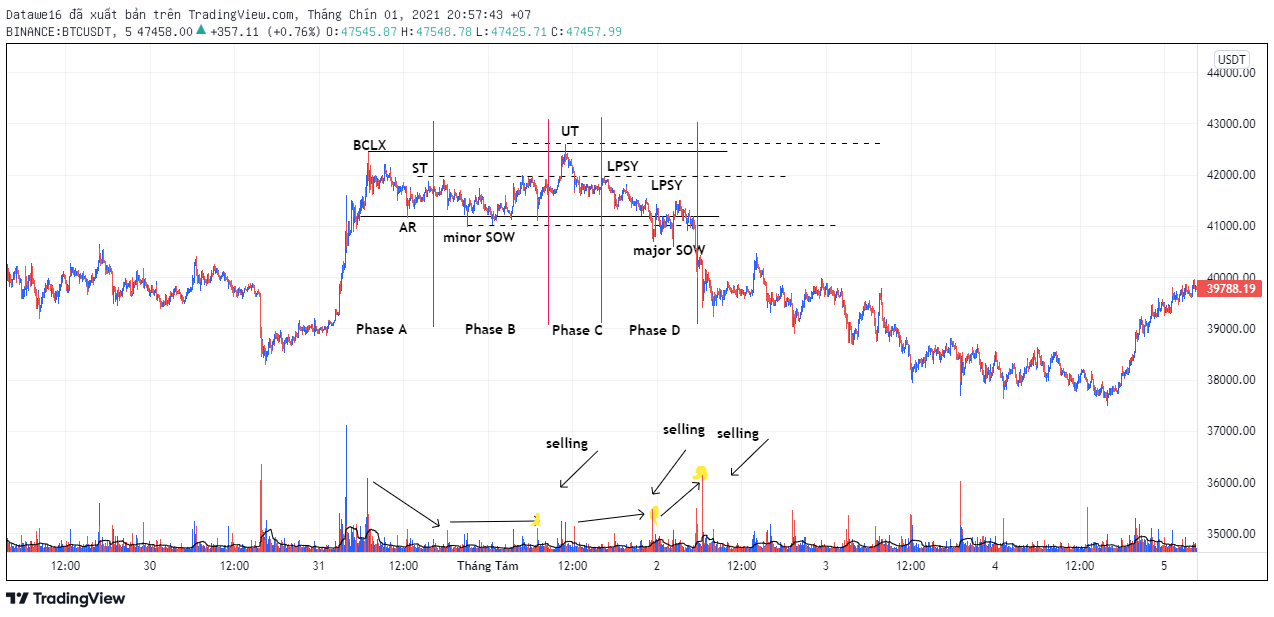 Datawe16 đã xuất bản trên TradingView.com, Tháng Chín 01, 2021 20:57:43 +07
BINANCE:BTCUSDT, 5 47458.00 ▲ +357.11 (+0.76%) O:47545.87 H:47548.78 L:47425.71 C:47457.99
USDT
44000.00
43000.00
UT
BCLX
ST
LPSY
42000.00
LPSY
AR
41000.00
minor SOW
major SOW
40000.00
39788.19
Phase A
Phase B
Phase C
Phase D
39000.00
38000.00
37000.00
selling
selling
selling
36000.00
35000.00
12:00 30 12:00 31 12:00 Tháng Tám 12:00 2 12:00 3 12:00 4 12:00 5
TradingView